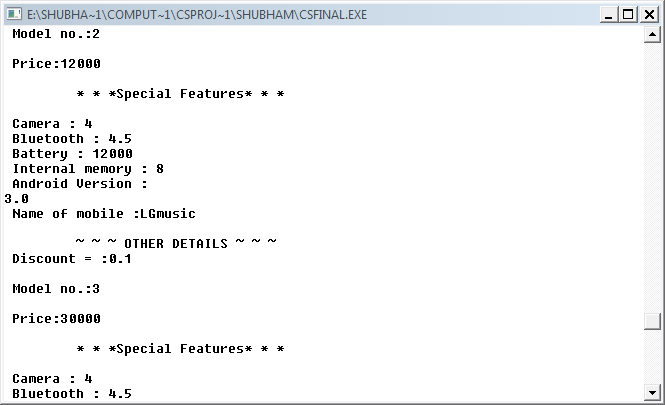 E:\SHUBHA~1\COMPUT~1\CSPROJ~1\SHUBHAM\CSFINAL.EXE
Model no.:2
Price:12000
* * *Special Features* * *
Camera : 4
Bluetooth : 4.5
Battery : 12000
Internal memory : 8
Android Version :
3.0
Name of mobile :LGmusic
~ ~ ~ OTHER DETAILS ~ ~ ~
Discount = :0.1
Model no.:3
Price:30000
* * *Special Features* * *
Camera : 4
Bluetooth : 4.5